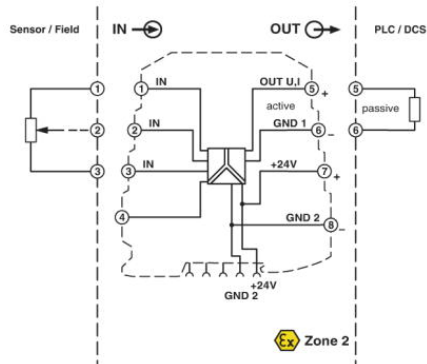 Sensor / Field
IN
OUT
PLC / DCS
1
1
IN
OUT U,I
5
+
5
active
passive
2
2
IN
GND 1
6
–
6
3
3
IN
+24V
7
+
4
GND 2
8
–
+24V
GND 2
Ex Zone 2